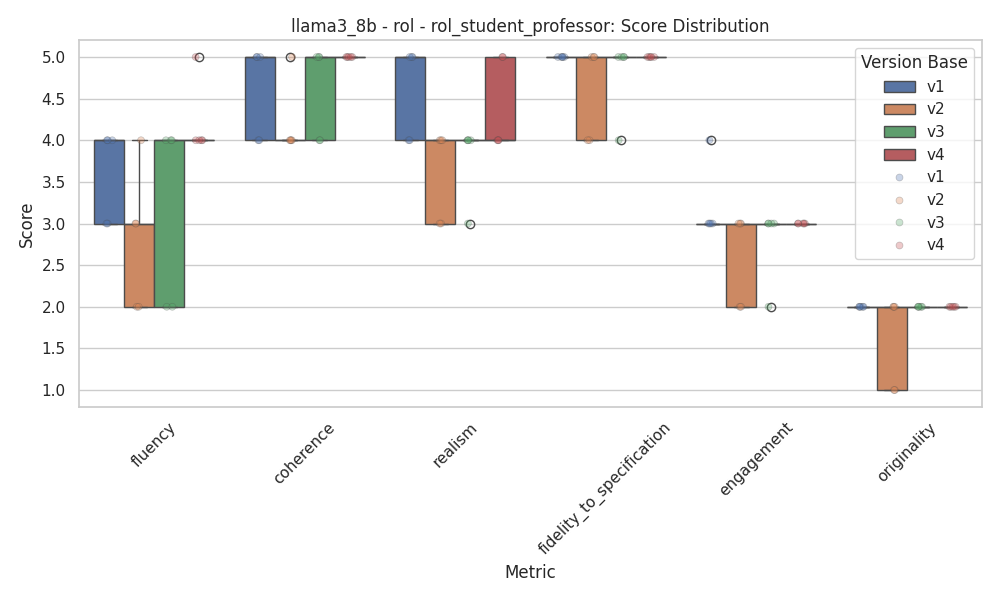 llama3_8b - rol - rol_student_professor: Score Distribution
Score
5.0
4.5
4.0
3.5
3.0
2.5
2.0
1.5
1.0
Version Base
v1
v2
v3
v4
v1
v2
v3
v4
fluency
coherence
realism
fidelity_to_specification
engagement
originality
Metric